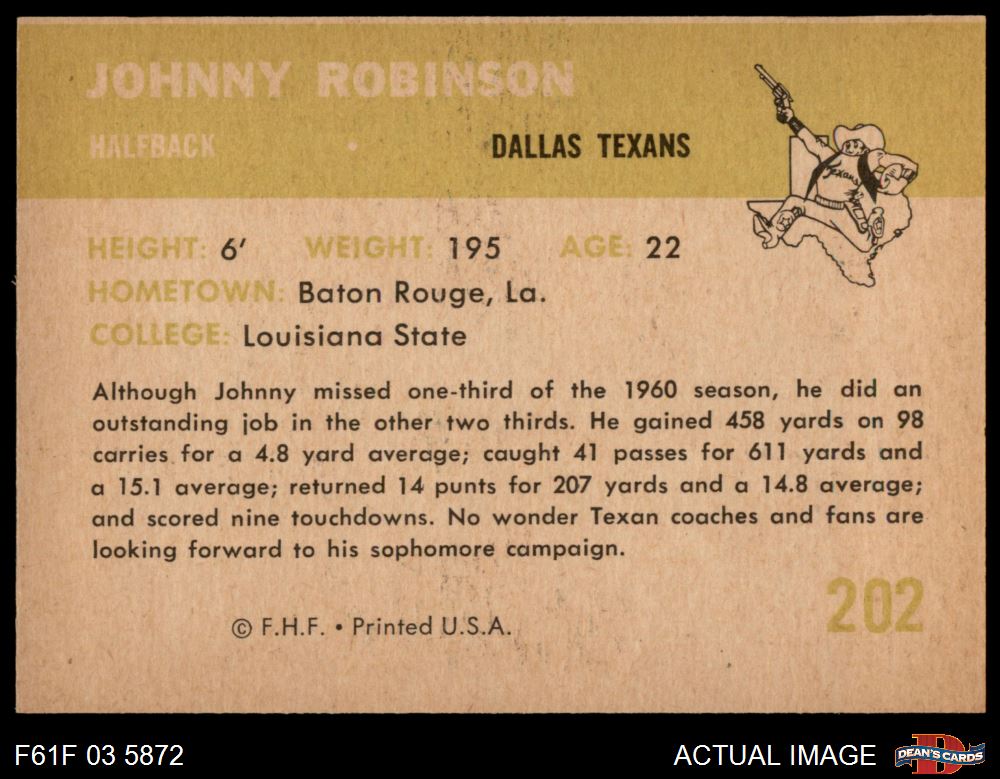 JOHNNY ROBINSON
HALFBACK • DALLAS TEXANS
Texans
HEIGHT: 6' WEIGHT: 195 AGE: 22
HOMETOWN: Baton Rouge, La.
COLLEGE: Louisiana State
Although Johnny missed one-third of the 1960 season, he did an
outstanding job in the other two thirds. He gained 458 yards on 98
carries for a 4.8 yard average; caught 41 passes for 611 yards and
a 15.1 average; returned 14 punts for 207 yards and a 14.8 average;
and scored nine touchdowns. No wonder Texan coaches and fans are
looking forward to his sophomore campaign.
202
© F.H.F. • Printed U.S.A.
F61F 03 5872 ACTUAL IMAGE DEAN'S CARDS